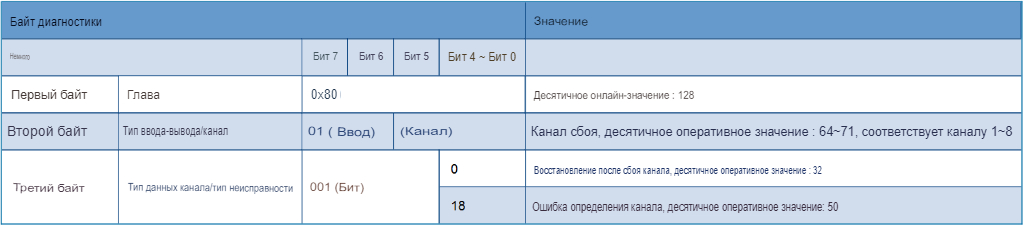 Байт диагностики Значение
Немного Бит 7 Бит 6 Бит 5 Бит 4 ~ Бит 0
Первый байт Глава 0x80 Десятичное онлайн-значение : 128
Второй байт Тип ввода-вывода/канал 01 ( Ввод) (Канал) Канал сбоя, десятичное оперативное значение : 64~71, соответствует каналу 1~8
Третий байт Тип данных канала/тип неисправности 001 (Бит) 0 Восстановление после сбоя канала, десятичное оперативное значение : 32
18 Ошибка определения канала, десятичное оперативное значение: 50